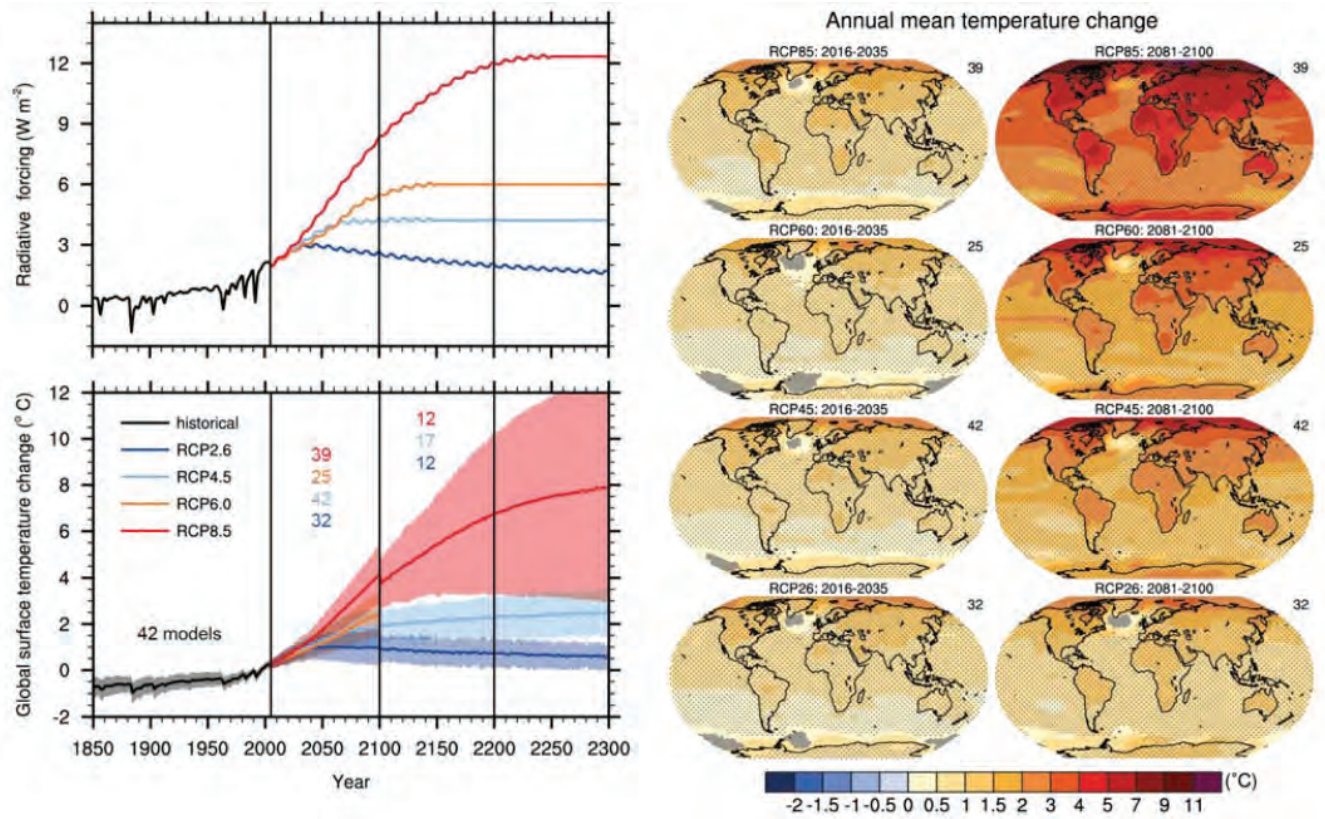 12
9
6
3
0
Radiative forcing (W m⁻²)
12
10
8
6
4
2
0
-2
Global surface temperature change (° C)
historical
RCP2.6
RCP4.5
RCP6.0
RCP8.5
39
25
42
32
12
17
12
42 models
1850 1900 1950 2000 2050 2100 2150 2200 2250 2300
Year
Annual mean temperature change
RCP85: 2016-2035
39
RCP85: 2081-2100
39
RCP60: 2016-2035
25
RCP60: 2081-2100
25
RCP45: 2016-2035
42
RCP45: 2081-2100
42
RCP26: 2016-2035
32
RCP26: 2081-2100
32
(°C)
-2 -1.5 -1 -0.5 0 0.5 1 1.5 2 3 4 5 7 9 11